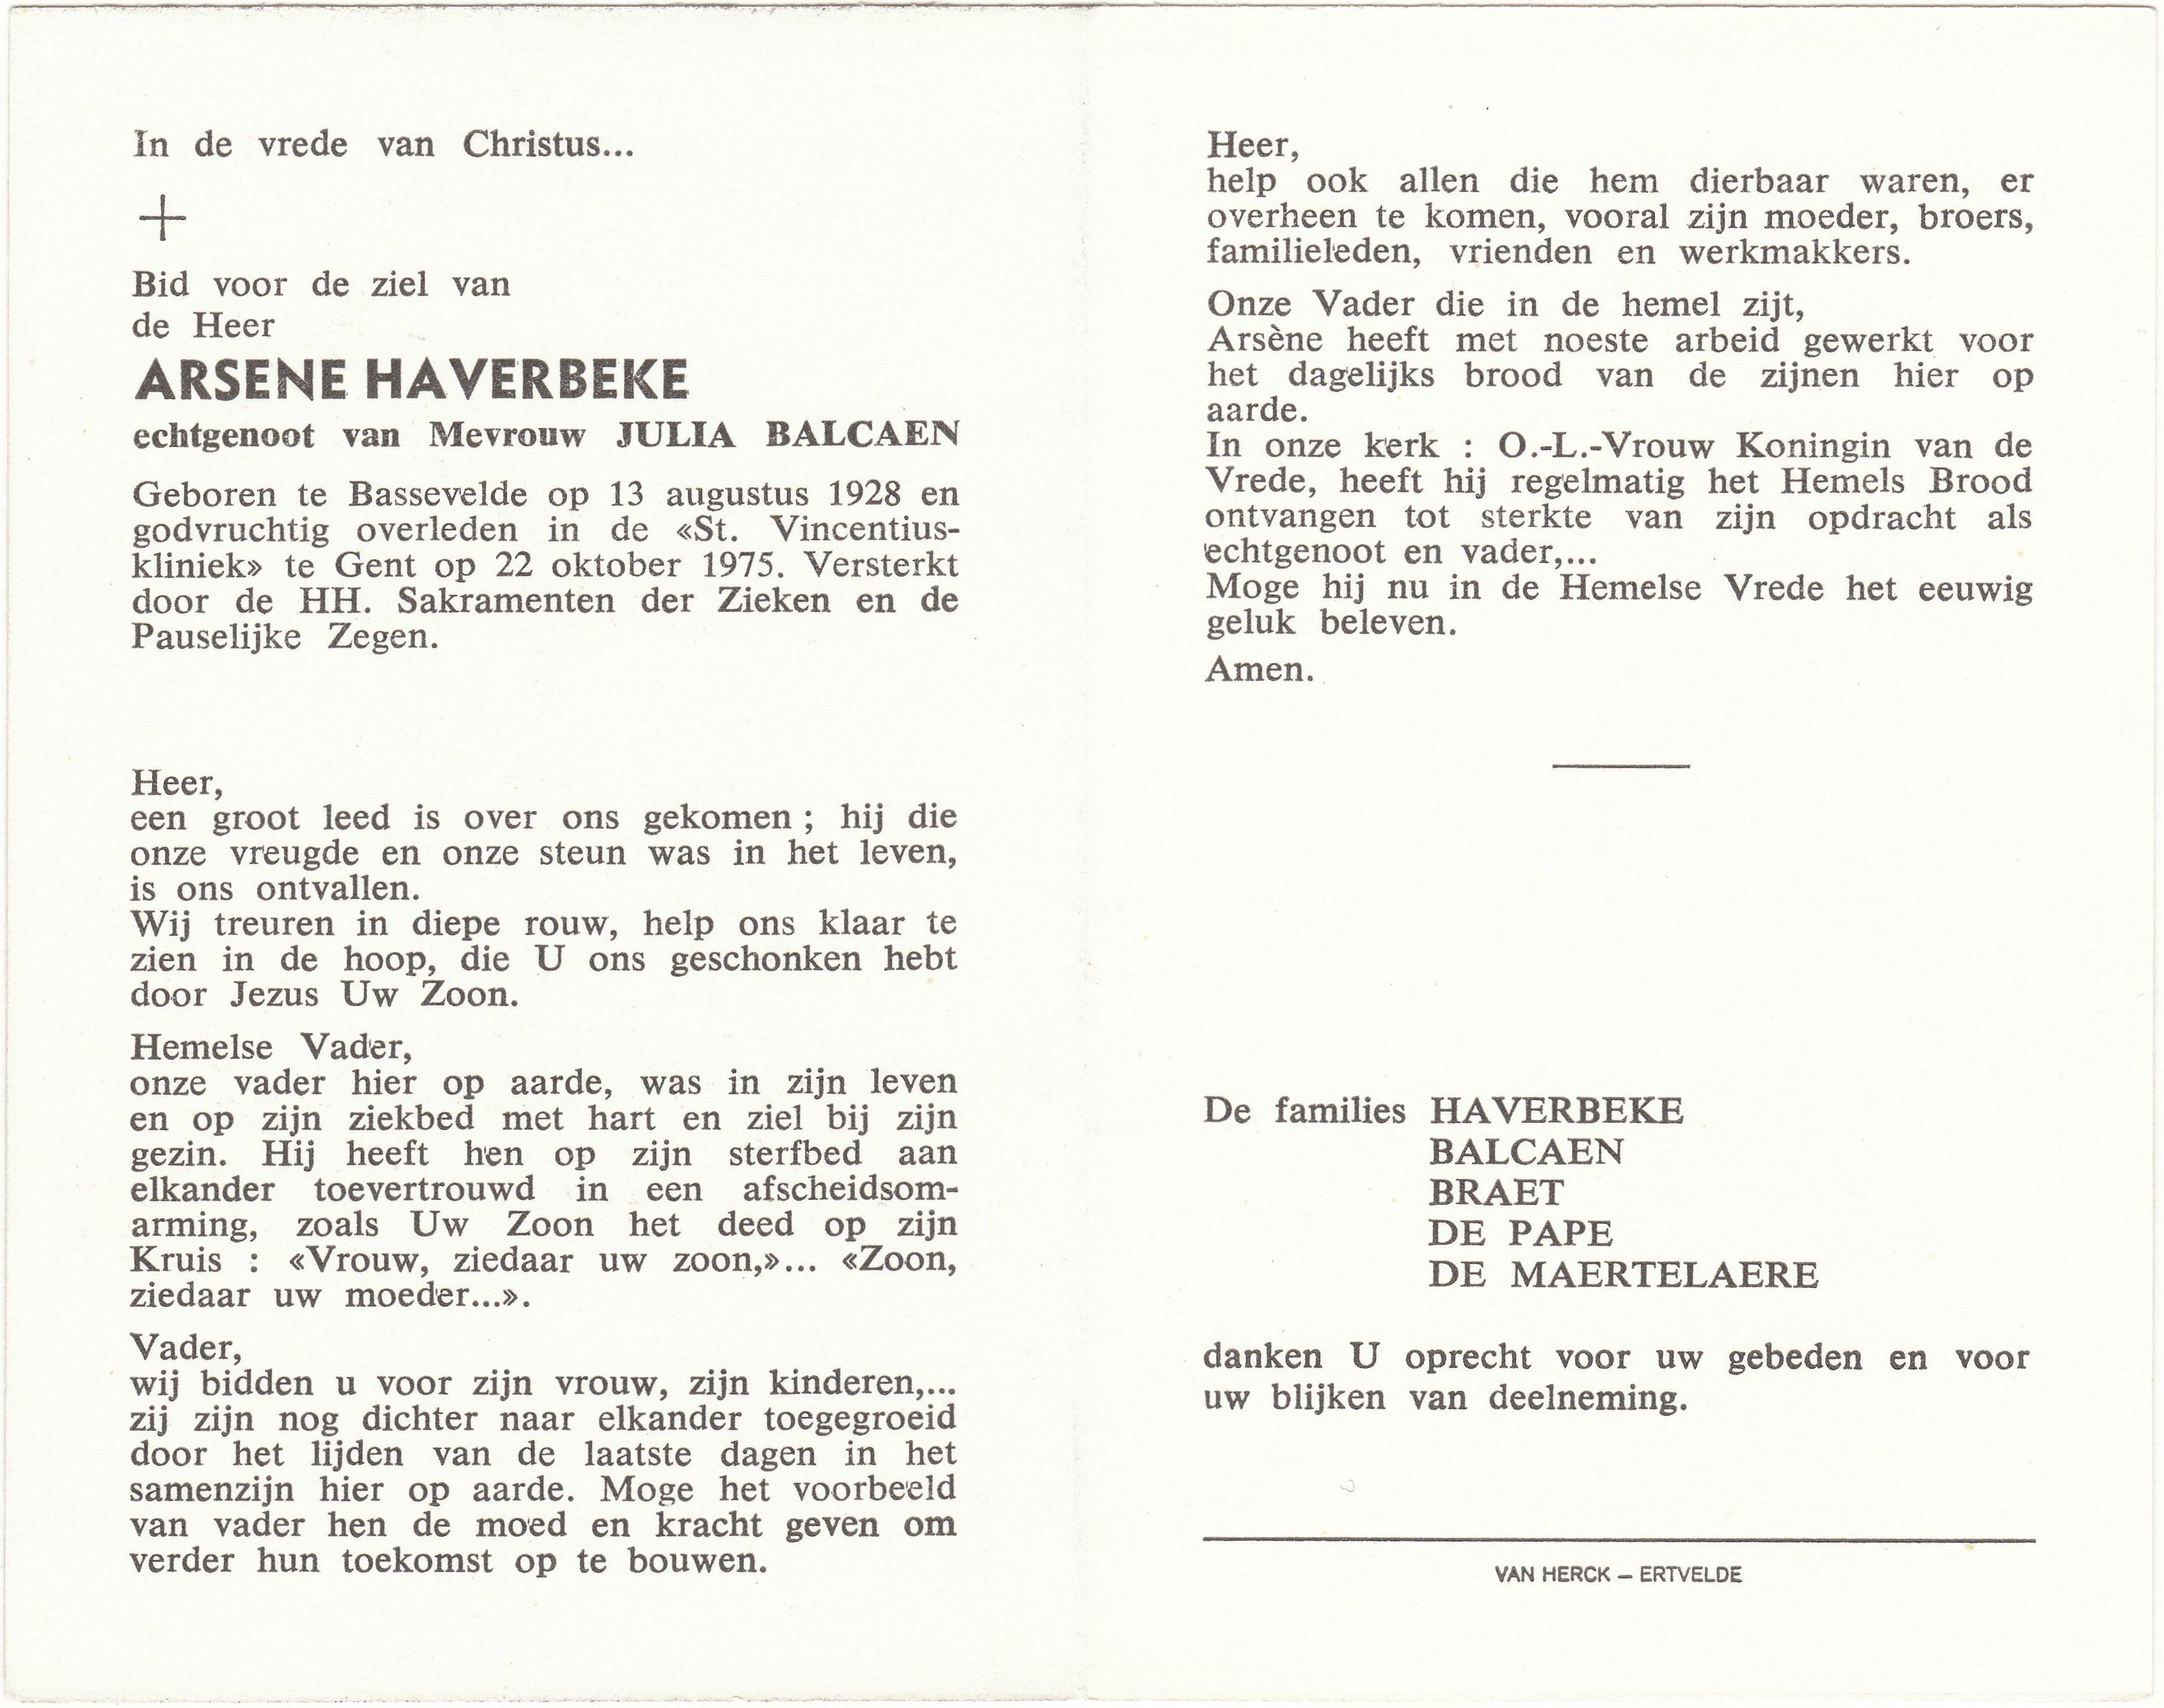 In de vrede van Christus...
Bid voor de ziel van
de Heer
ARSENE HAVERBEKE
echtgenoot van Mevrouw JULIA BALCAEN
Geboren te Bassevelde op 13 augustus 1928 en
godvruchtig overleden in de «St. Vincentius-
kliniek» te Gent op 22 oktober 1975. Versterkt
door de HH. Sakramenten der Zieken en de
Pauselijke Zegen.
Heer,
een groot leed is over ons gekomen ; hij die
onze vreugde en onze steun was in het leven,
is ons ontvallen.
Wij treuren in diepe rouw, help ons klaar te
zien in de hoop, die U ons geschonken hebt
door Jezus Uw Zoon.
Hemelse Vader,
onze vader hier op aarde, was in zijn leven
en op zijn ziekbed met hart en ziel bij zijn
gezin. Hij heeft hen op zijn sterfbed aan
elkander toevertrouwd in een afscheidsom-
arming, zoals Uw Zoon het deed op zijn
Kruis : «Vrouw, ziedaar uw zoon,»... «Zoon,
ziedaar uw moeder...».
Vader,
wij bidden u voor zijn vrouw, zijn kinderen,...
zij zijn nog dichter naar elkander toegegroeid
door het lijden van de laatste dagen in het
samenzijn hier op aarde. Moge het voorbeeld
van vader hen de moed en kracht geven om
verder hun toekomst op te bouwen.
Heer,
help ook allen die hem dierbaar waren, er
overheen te komen, vooral zijn moeder, broers,
familieleden, vrienden en werkmakkers.
Onze Vader die in de hemel zijt,
Arsène heeft met noeste arbeid gewerkt voor
het dagelijks brood van de zijnen hier op
aarde.
In onze kerk : O.-L.-Vrouw Koningin van de
Vrede, heeft hij regelmatig het Hemels Brood
ontvangen tot sterkte van zijn opdracht als
echtgenoot en vader,...
Moge hij nu in de Hemelse Vrede het eeuwig
geluk beleven.
Amen.
De families HAVERBEKE
BALCAEN
BRAET
DE PAPE
DE MAERTELAERE
danken U oprecht voor uw gebeden en voor
uw blijken van deelneming.
VAN HERCK – ERTVELDE